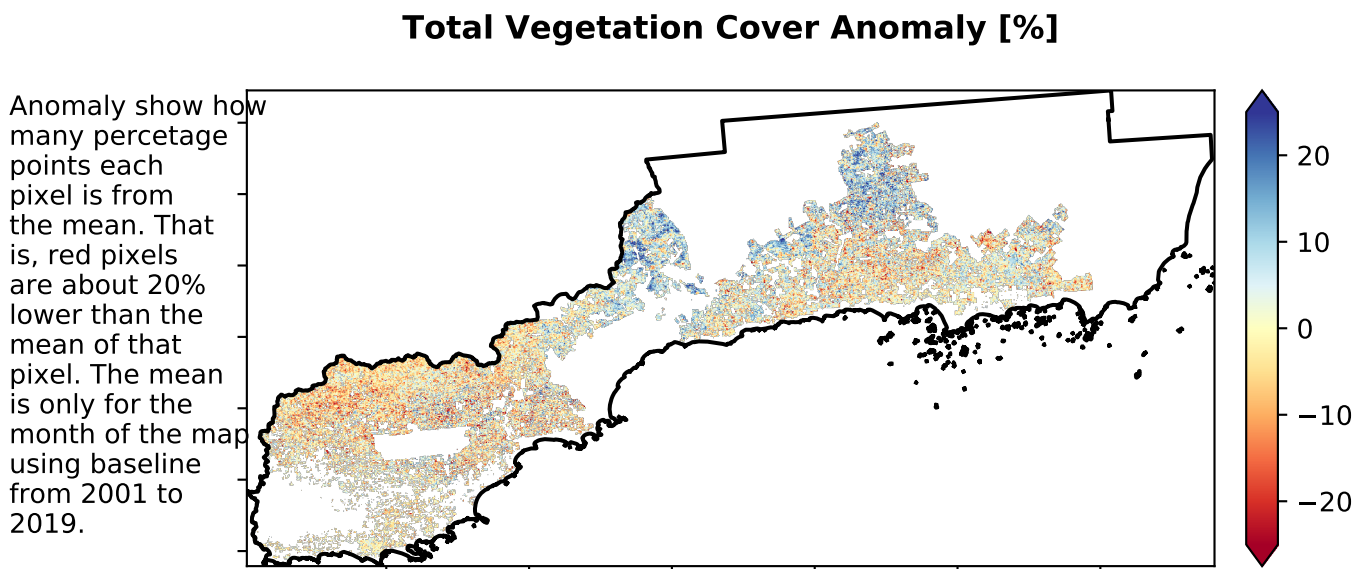 Total Vegetation Cover Anomaly [%]
Anomaly show how
many percetage
points each
pixel is from
the mean. That
is, red pixels
are about 20%
lower than the
mean of that
pixel. The mean
is only for the
month of the map
using baseline
from 2001 to
2019.
20
10
0
−10
−20